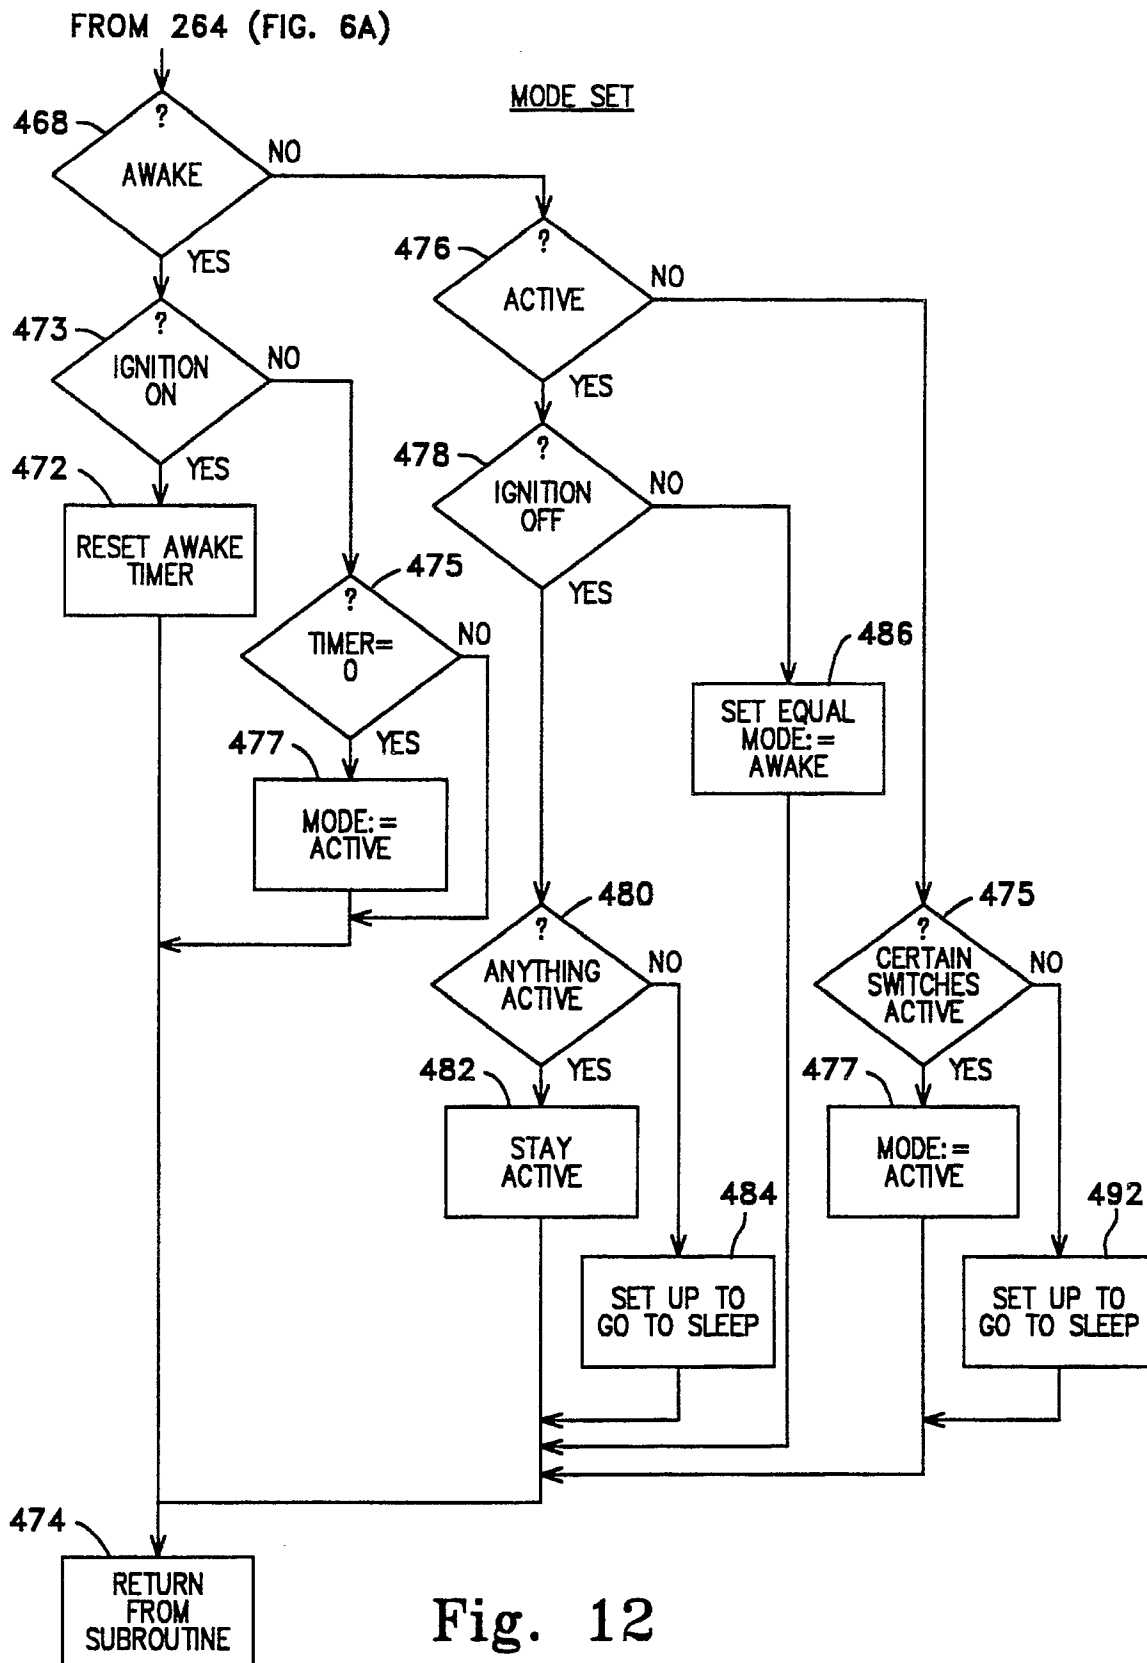 FROM 264 (FIG. 6A)
MODE SET
468
?
AWAKE
NO
YES
476
?
ACTIVE
NO
YES
473
?
IGNITION
ON
NO
YES
478
?
IGNITION
OFF
NO
YES
472
RESET AWAKE
TIMER
475
?
TIMER=
0
NO
YES
486
SET EQUAL
MODE:=
AWAKE
477
MODE:=
ACTIVE
480
?
ANYTHING
ACTIVE
NO
YES
475
?
CERTAIN
SWITCHES
ACTIVE
NO
YES
482
STAY
ACTIVE
477
MODE:=
ACTIVE
484
SET UP TO
GO TO SLEEP
492
SET UP TO
GO TO SLEEP
474
RETURN
FROM
SUBROUTINE
Fig. 12